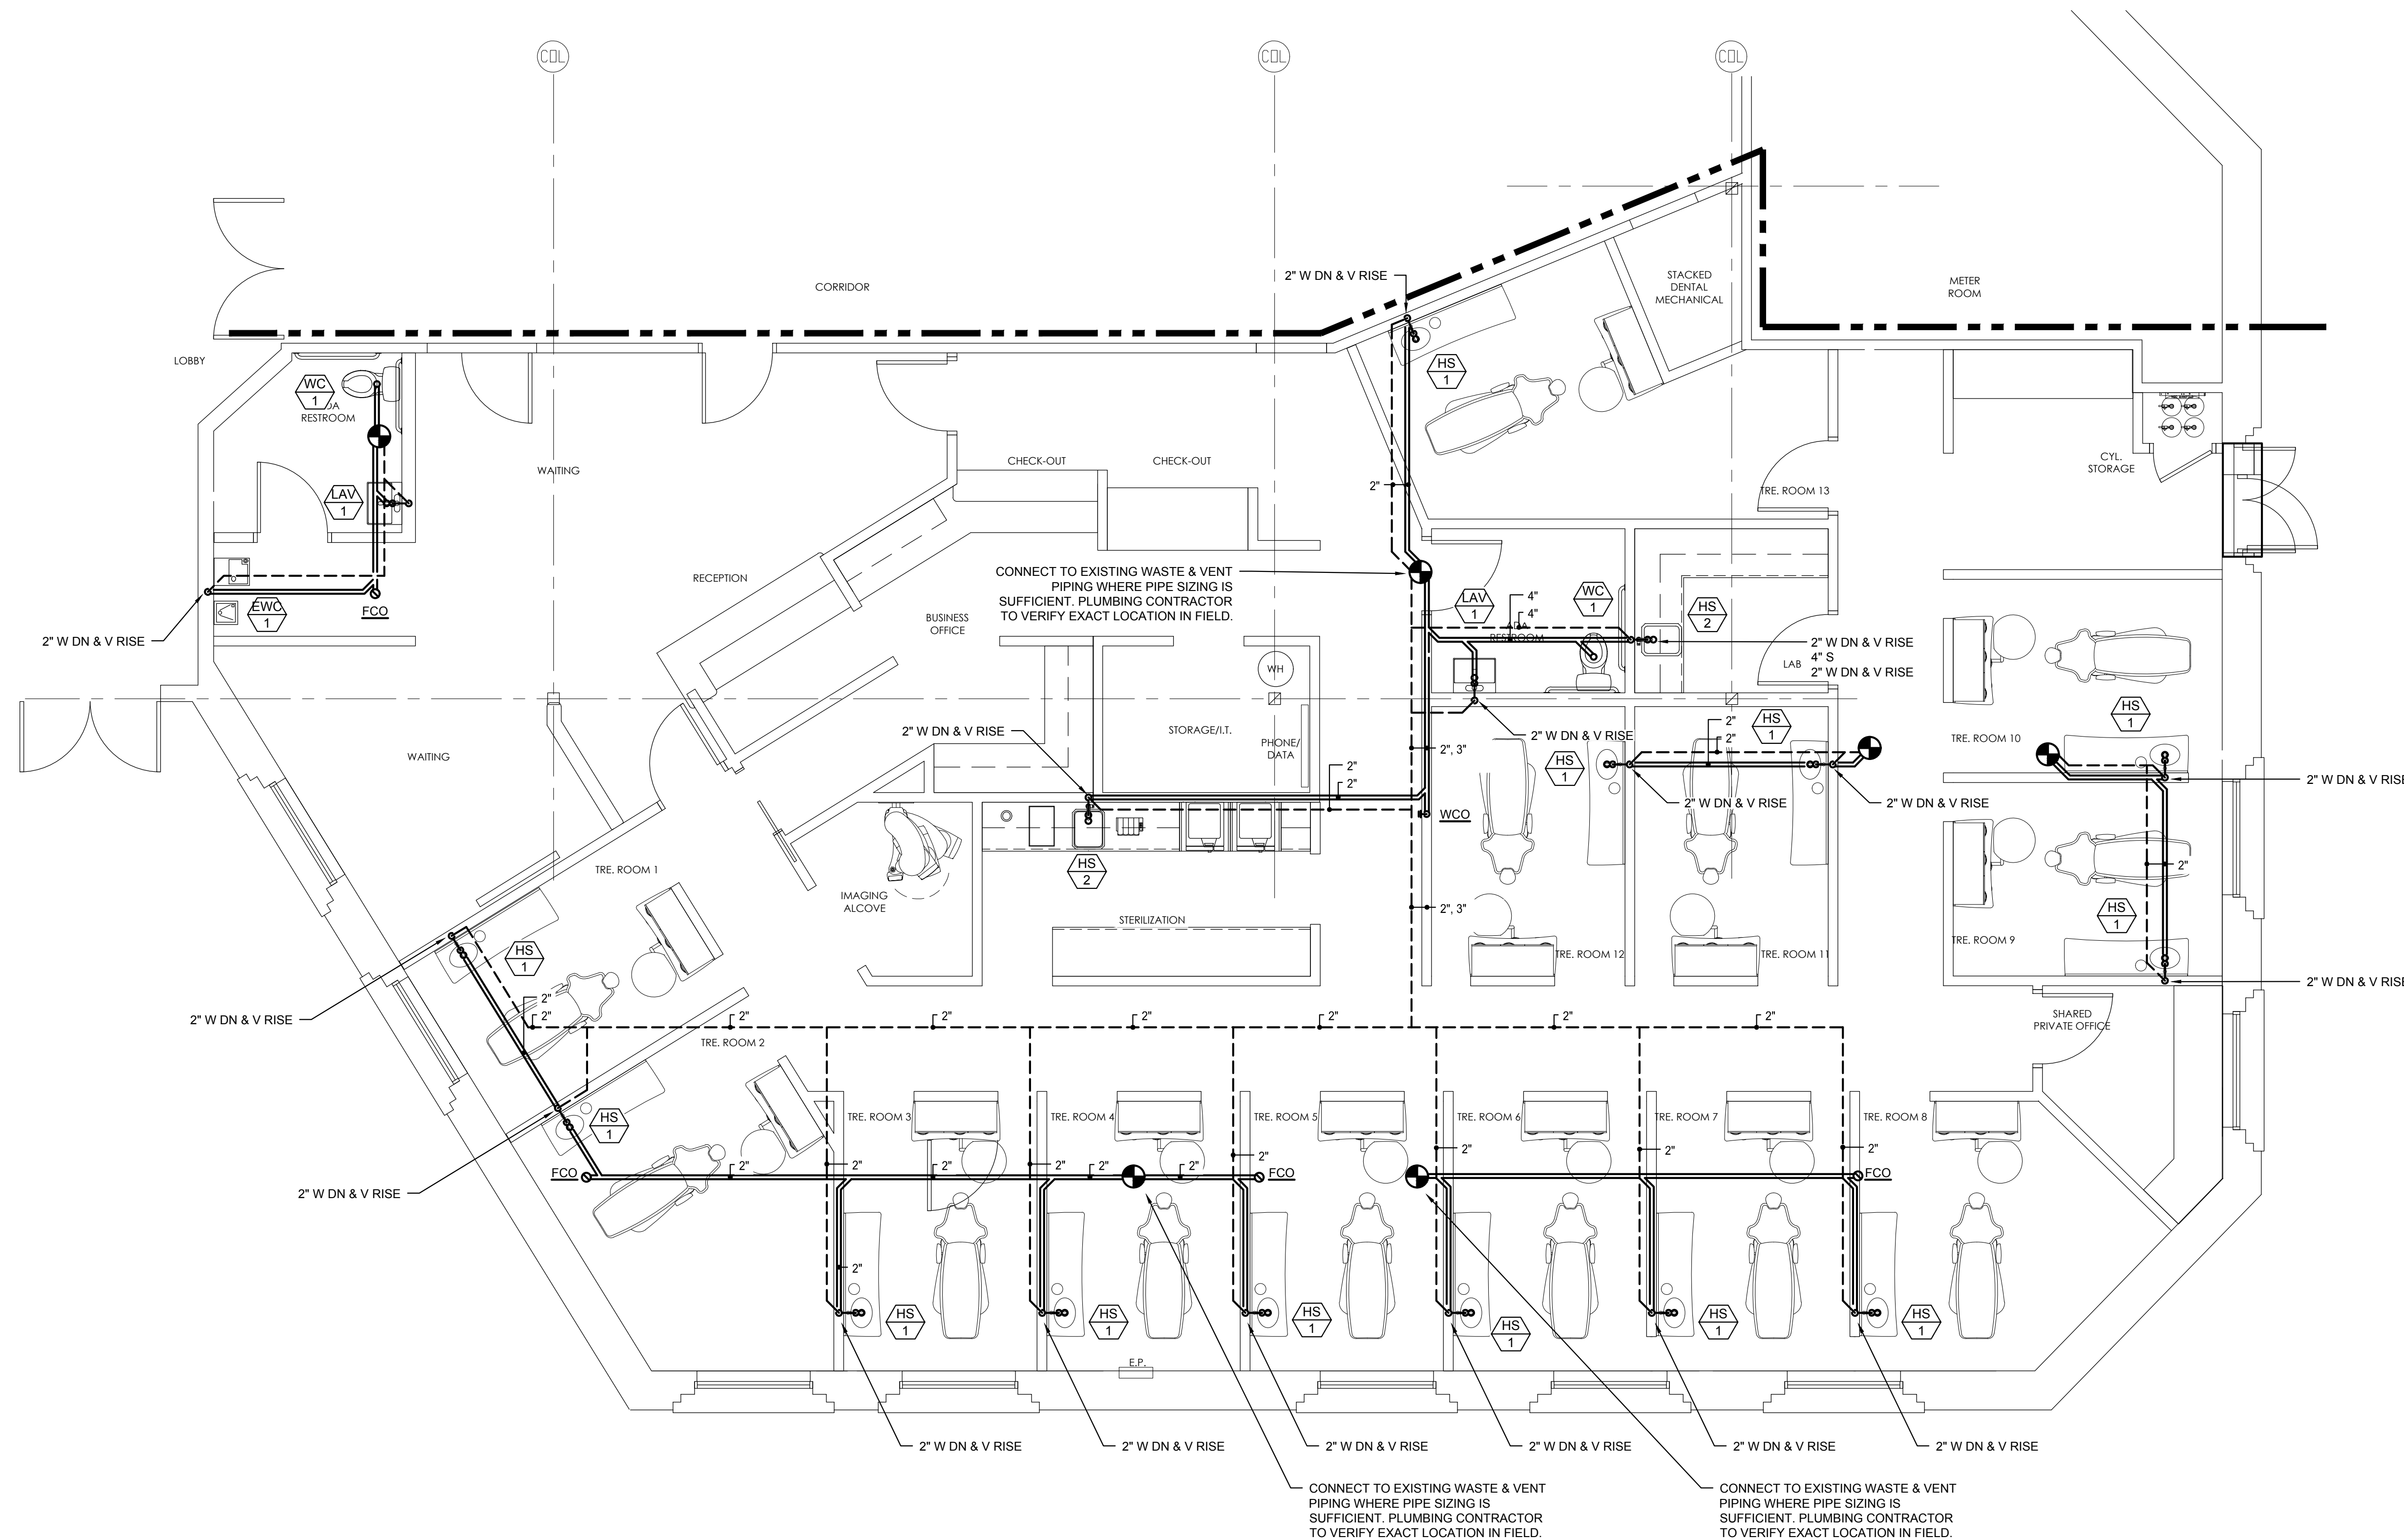 COL
COL
COL
2" W DN & V RISE
STACKED
DENTAL
MECHANICAL
METER
ROOM
CORRIDOR
LOBBY
WC
1
RESTROOM
HS
1
CHECK-OUT
CHECK-OUT
WAITING
CYL.
STORAGE
LAV
1
2"
TRE. ROOM 13
RECEPTION
CONNECT TO EXISTING WASTE & VENT
PIPING WHERE PIPE SIZING IS
SUFFICIENT. PLUMBING CONTRACTOR
TO VERIFY EXACT LOCATION IN FIELD.
EWC
1
FCO
2" W DN & V RISE
BUSINESS
OFFICE
LAV
1
4"
4"
WC
1
HS
2
ADA
RESTROOM
LAB
2" W DN & V RISE
4" S
2" W DN & V RISE
WH
WAITING
2" W DN & V RISE
STORAGE/I.T.
PHONE/
DATA
2", 3"
2" W DN & V RISE
2"
2"
HS
1
HS
1
TRE. ROOM 10
2"
2"
HS
1
2" W DN & V RISE
2" W DN & V RISE
2" W DN & V RISE
WCO
TRE. ROOM 1
IMAGING
ALCOVE
HS
2
STERILIZATION
2", 3"
2"
HS
1
TRE. ROOM 12
TRE. ROOM 11
TRE. ROOM 9
HS
1
2" W DN & V RISE
2" W DN & V RISE
2"
2"
2"
2"
2"
2"
2"
2"
SHARED
PRIVATE OFFICE
TRE. ROOM 2
HS
1
TRE. ROOM 3
TRE. ROOM 4
TRE. ROOM 5
TRE. ROOM 6
TRE. ROOM 7
TRE. ROOM 8
2" W DN & V RISE
FCO
2"
2"
2"
2"
2"
2"
2"
FCO
2"
2"
2"
FCO
2"
HS
1
HS
1
HS
1
HS
1
HS
1
HS
1
E.P.
2" W DN & V RISE
2" W DN & V RISE
2" W DN & V RISE
2" W DN & V RISE
2" W DN & V RISE
2" W DN & V RISE
CONNECT TO EXISTING WASTE & VENT
PIPING WHERE PIPE SIZING IS
SUFFICIENT. PLUMBING CONTRACTOR
TO VERIFY EXACT LOCATION IN FIELD.
CONNECT TO EXISTING WASTE & VENT
PIPING WHERE PIPE SIZING IS
SUFFICIENT. PLUMBING CONTRACTOR
TO VERIFY EXACT LOCATION IN FIELD.